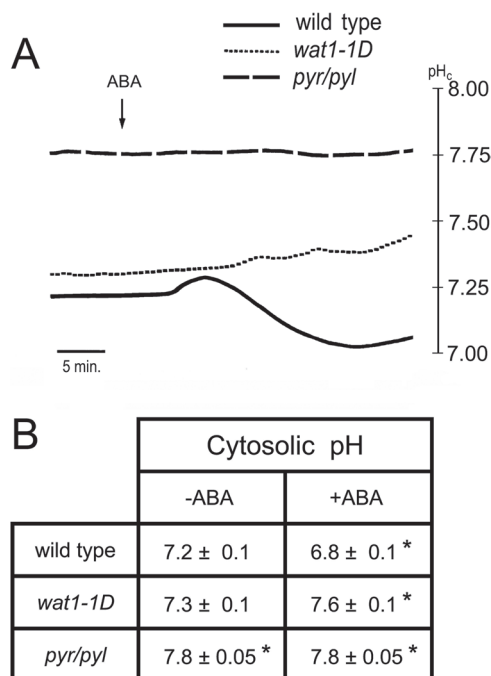 A
wild type
wat1-1D
pyr/pyl
ABA
pHc
8.00
7.75
7.50
7.25
7.00
5 min.
B
Cytosolic pH
-ABA +ABA
wild type 7.2 ± 0.1 6.8 ± 0.1 *
wat1-1D 7.3 ± 0.1 7.6 ± 0.1 *
pyr/pyl 7.8 ± 0.05 * 7.8 ± 0.05 *